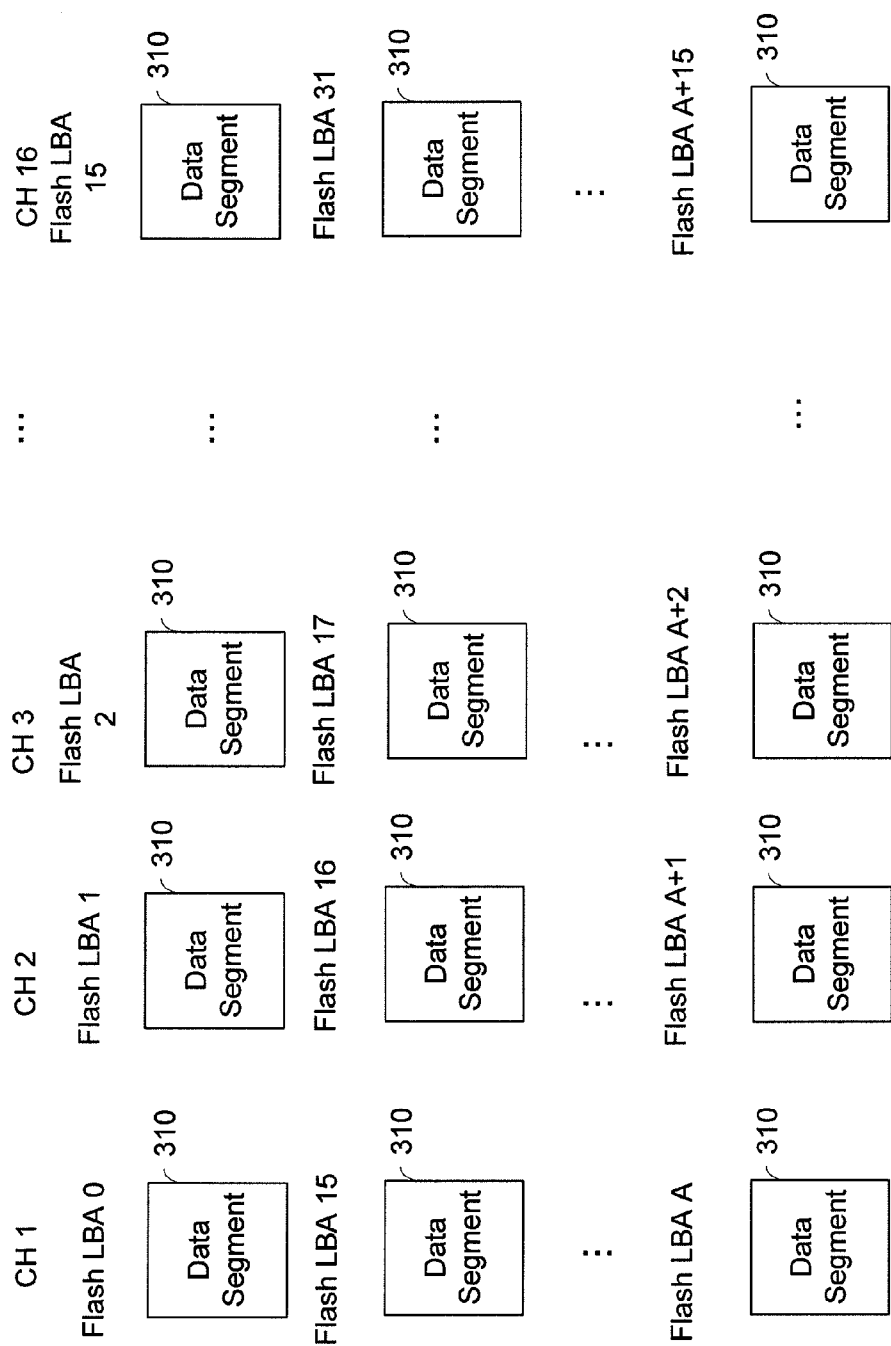 CH 1 CH 2 CH 3 ... CH 16
Flash LBA 0 Flash LBA 1 Flash LBA 2 Flash LBA 15
310 310 310 310
Data Segment Data Segment Data Segment ... Data Segment
Flash LBA 15 Flash LBA 16 Flash LBA 17 Flash LBA 31
310 310 310 310
Data Segment Data Segment Data Segment ... Data Segment
... ... ... ...
Flash LBA A Flash LBA A+1 Flash LBA A+2 Flash LBA A+15
310 310 310 310
Data Segment Data Segment Data Segment ... Data Segment